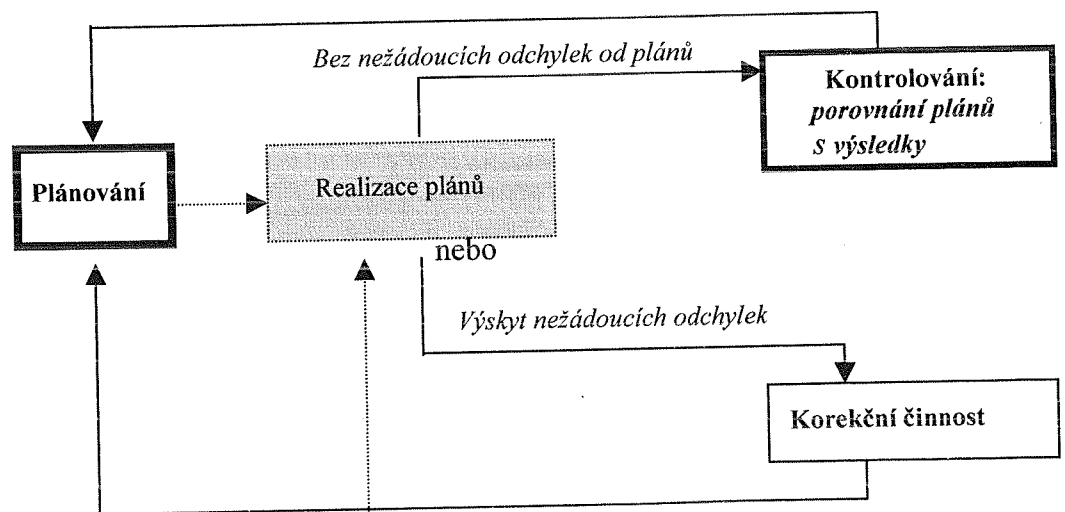 Bez nežádoucích odchylek od plánů
Kontrolování:
porovnání plánů
s výsledky
Plánování
Realizace plánů
nebo
Výskyt nežádoucích odchylek
Korekční činnost